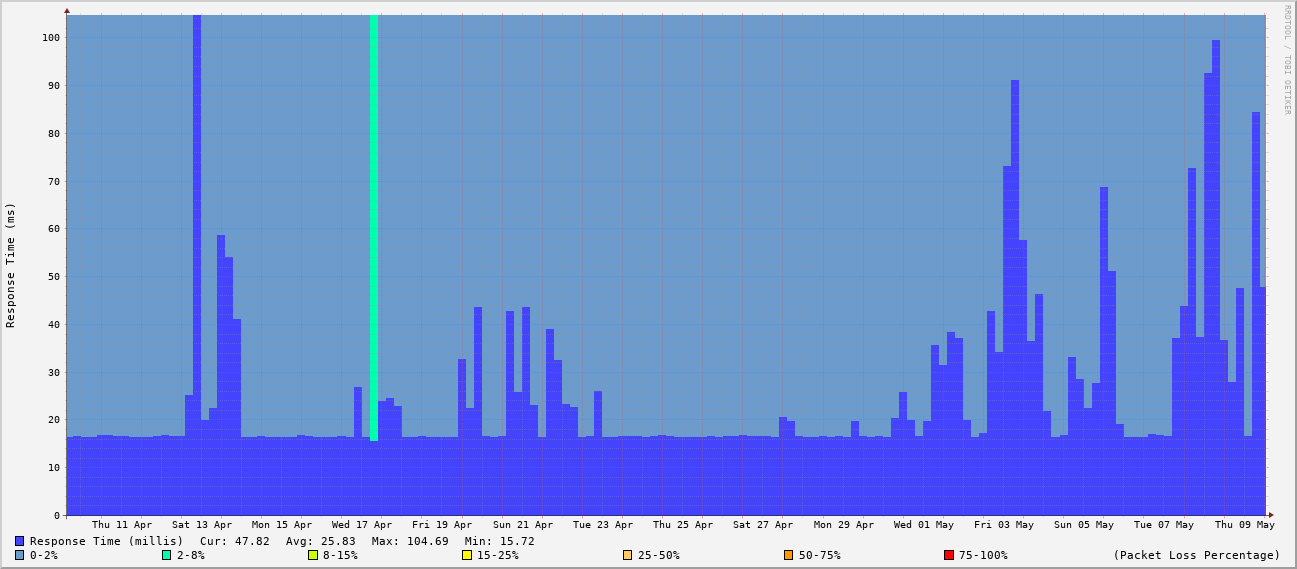 RRDTOOL / TOBI OETIKER
Response Time (ms)
100
90
80
70
60
50
40
30
20
10
0
Thu 11 Apr Sat 13 Apr Mon 15 Apr Wed 17 Apr Fri 19 Apr Sun 21 Apr Tue 23 Apr Thu 25 Apr Sat 27 Apr Mon 29 Apr Wed 01 May Fri 03 May Sun 05 May Tue 07 May Thu 09 May
Response Time (millis) Cur: 47.82 Avg: 25.83 Max: 104.69 Min: 15.72
0-2% 2-8% 8-15% 15-25% 25-50% 50-75% 75-100% (Packet Loss Percentage)